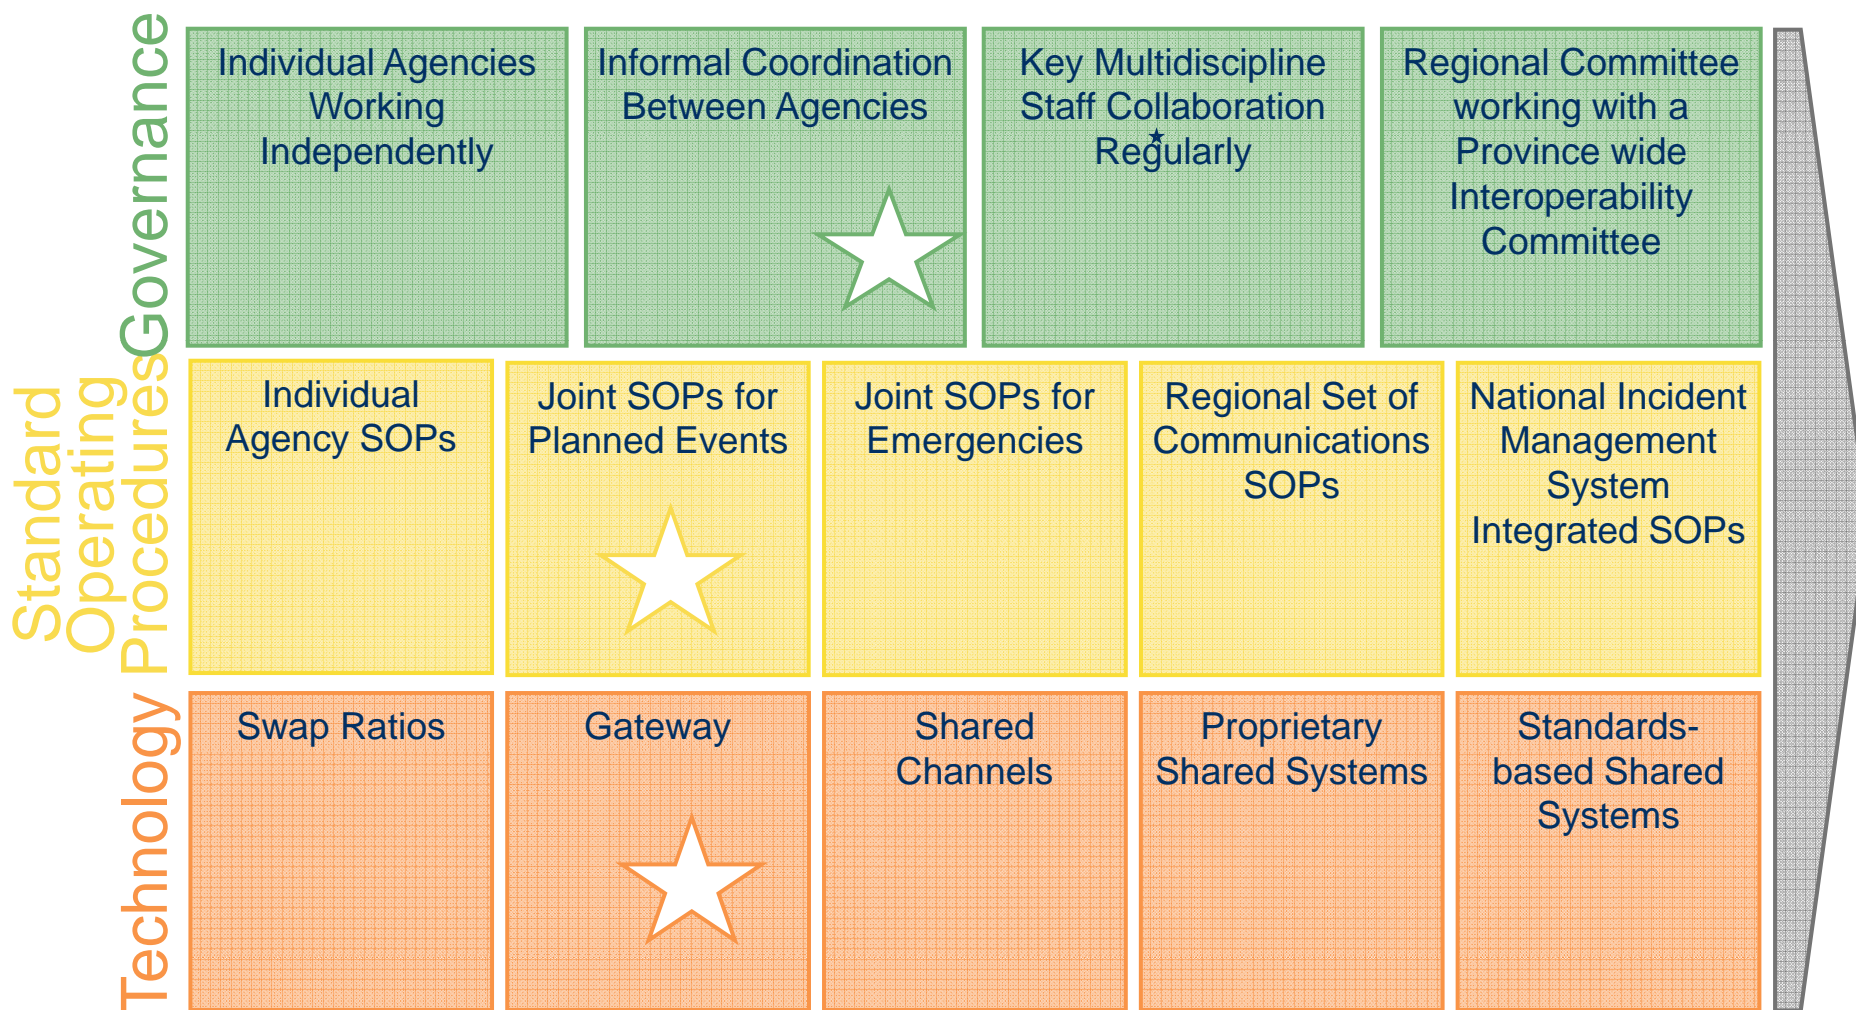 Governance
Individual Agencies
Working
Independently
Informal Coordination
Between Agencies
Key Multidiscipline
Staff Collaboration
Regularly
Regional Committee
working with a
Province wide
Interoperability
Committee
Standard
Operating
Procedures
Individual
Agency SOPs
Joint SOPs for
Planned Events
Joint SOPs for
Emergencies
Regional Set of
Communications
SOPs
National Incident
Management
System
Integrated SOPs
Technology
Swap Ratios
Gateway
Shared
Channels
Proprietary
Shared Systems
Standards-
based Shared
Systems